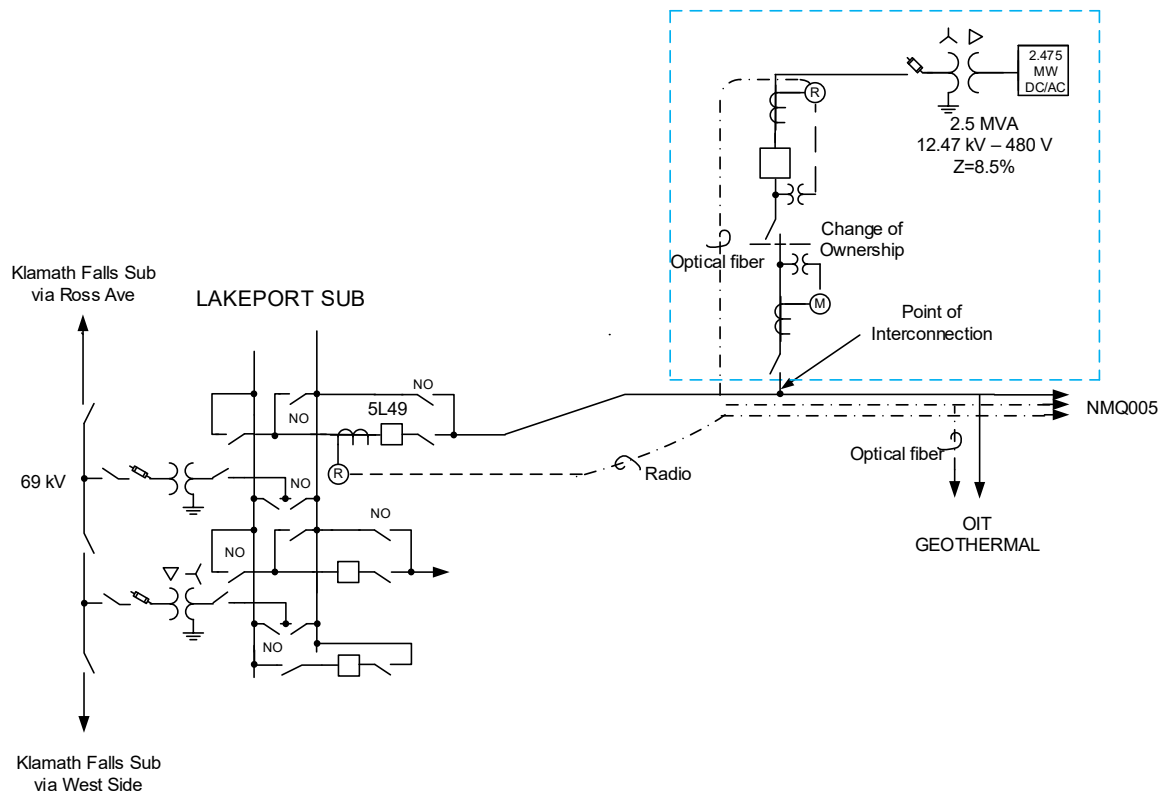 2.475
MW
DC/AC
R
2.5 MVA
12.47 kV – 480 V
Z=8.5%
Change of
Ownership
Optical fiber
M
Point of
Interconnection
Klamath Falls Sub
via Ross Ave
LAKEPORT SUB
NO
NO
5L49
NMQ005
R
Radio
Optical fiber
69 kV
NO
NO
OIT
GEOTHERMAL
NO
NO
Klamath Falls Sub
via West Side